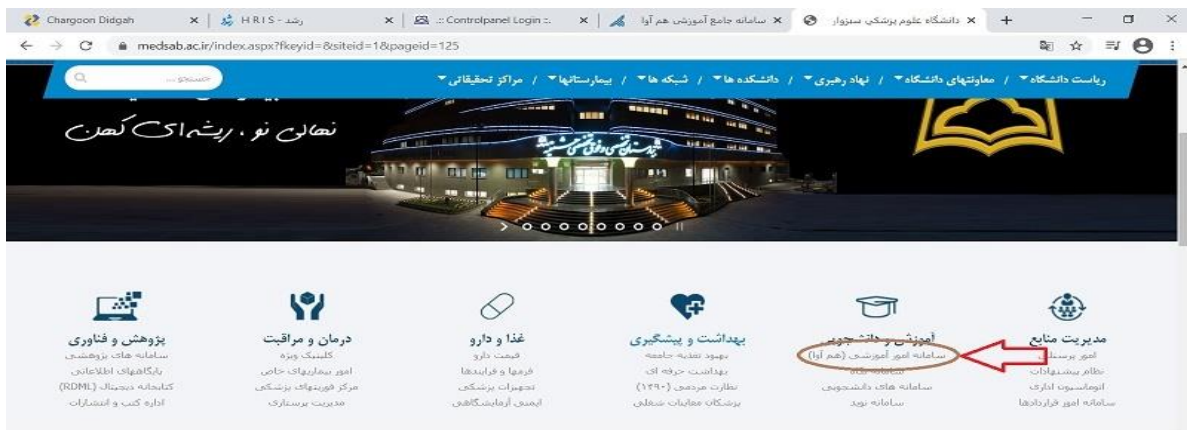 Chargoon Didgah
رشد - H R I S
.:: Controlpanel Login ::.
سامانه جامع آموزشی هم آوا
دانشگاه علوم پزشکی سبزوار
medsab.ac.ir/index.aspx?fkeyid=&siteid=1&pageid=125
ریاست دانشگاه / معاونتهای دانشگاه / نهاد رهبری / دانشکده ها / شبکه ها / بیمارستانها / مراکز تحقیقاتی
جستجو ...
نهالی نو ، ریشه ای کهن
مدیریت منابع
امور پرسنلی
نظام پیشنهادات
اتوماسیون اداری
سامانه امور قراردادها
آموزشی و دانشجویی
سامانه امور آموزشی (هم آوا)
سامانه های دانشجویی
سامانه نوید
بهداشت و پیشگیری
بهبود تغذیه جامعه
بهداشت حرفه ای
نظارت مردمی (۱۴۹۰)
پزشکان معاینات شغلی
غذا و دارو
قیمت دارو
فرمها و فرایندها
تجهیزات پزشکی
ایمنی آزمایشگاهی
درمان و مراقبت
کلینیک ویژه
امور بیماریهای خاص
مرکز فوریتهای پزشکی
مدیریت پرستاری
پژوهش و فناوری
سامانه های پژوهشی
پایگاههای اطلاعاتی
کتابخانه دیجیتال (RDML)
اداره کتب و انتشارات